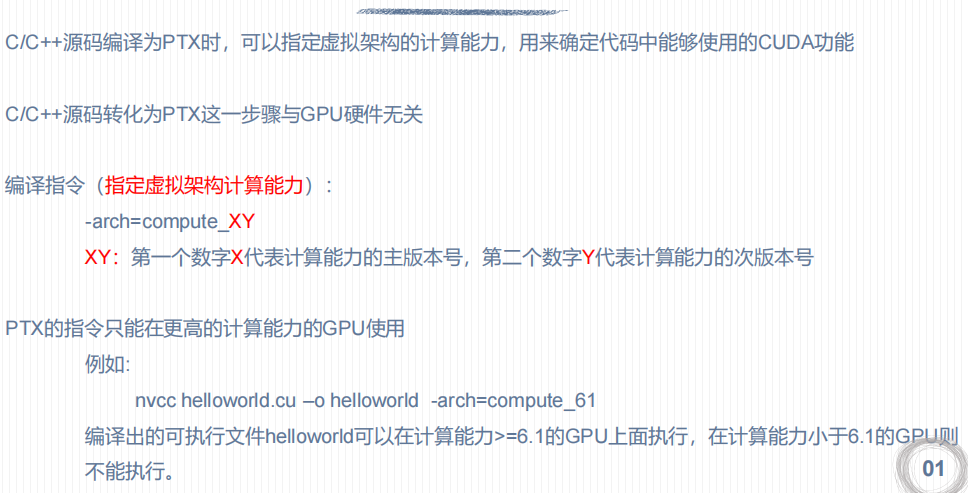 C/C++源码编译为PTX时，可以指定虚拟架构的计算能力，用来确定代码中能够使用的CUDA功能
C/C++源码转化为PTX这一步骤与GPU硬件无关
编译指令（指定虚拟架构计算能力）：
-arch=compute_XY
XY：第一个数字X代表计算能力的主版本号，第二个数字Y代表计算能力的次版本号
PTX的指令只能在更高的计算能力的GPU使用
例如:
nvcc helloworld.cu –o helloworld -arch=compute_61
编译出的可执行文件helloworld可以在计算能力>=6.1的GPU上面执行，在计算能力小于6.1的GPU则
不能执行。
01